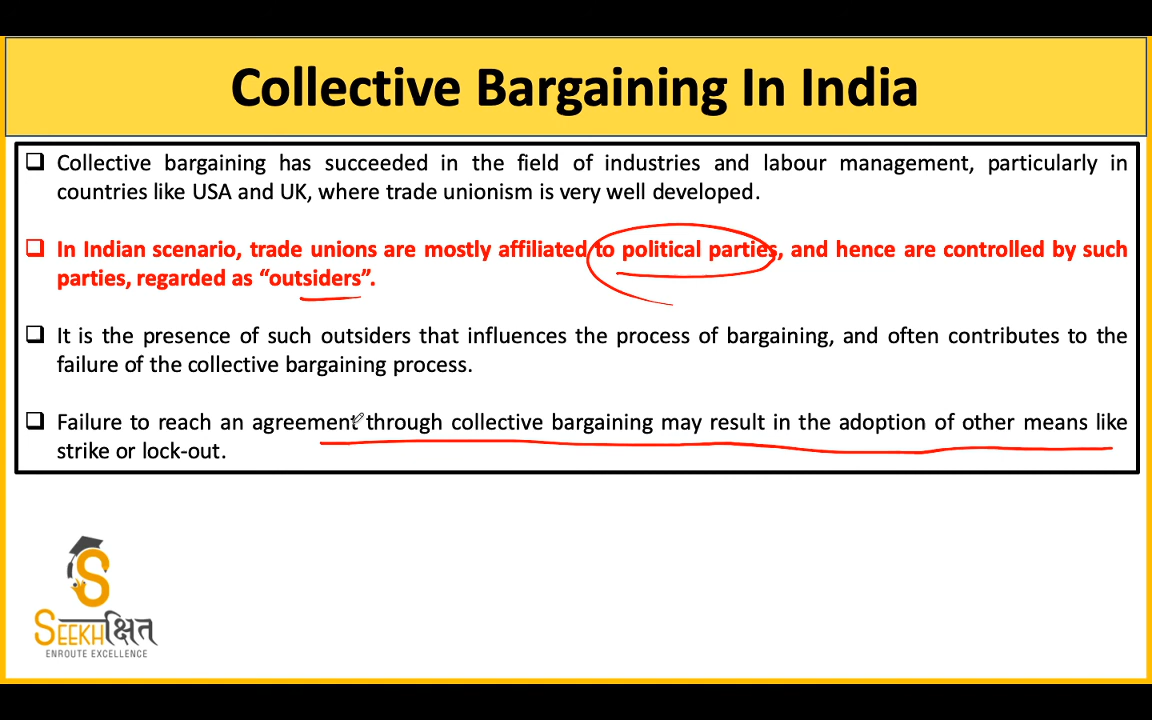 Collective Bargaining In India
❑ Collective bargaining has succeeded in the field of industries and labour management, particularly in
countries like USA and UK, where trade unionism is very well developed.
❑ In Indian scenario, trade unions are mostly affiliated to political parties, and hence are controlled by such
parties, regarded as “outsiders”.
❑ It is the presence of such outsiders that influences the process of bargaining, and often contributes to the
failure of the collective bargaining process.
❑ Failure to reach an agreement through collective bargaining may result in the adoption of other means like
strike or lock-out.
S
SEEKHक्षित
ENROUTE EXCELLENCE